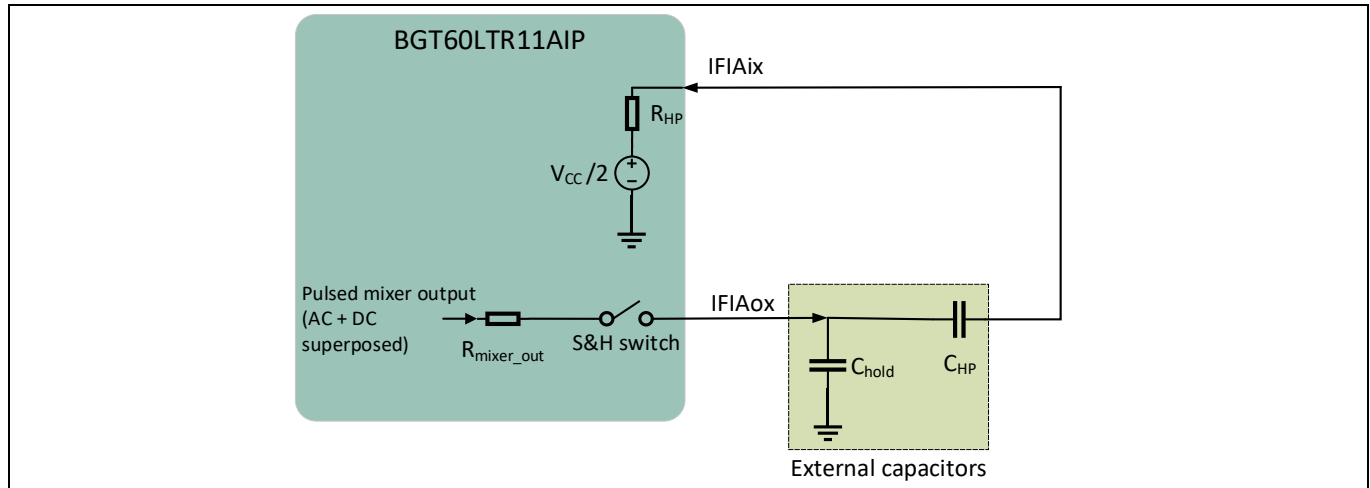 BGT60LTR11AIP
IFIAix
R_HP
V_CC /2
+
−
Pulsed mixer output
(AC + DC
superposed)
R_mixer_out
S&H switch
IFIAox
C_hold
C_HP
External capacitors